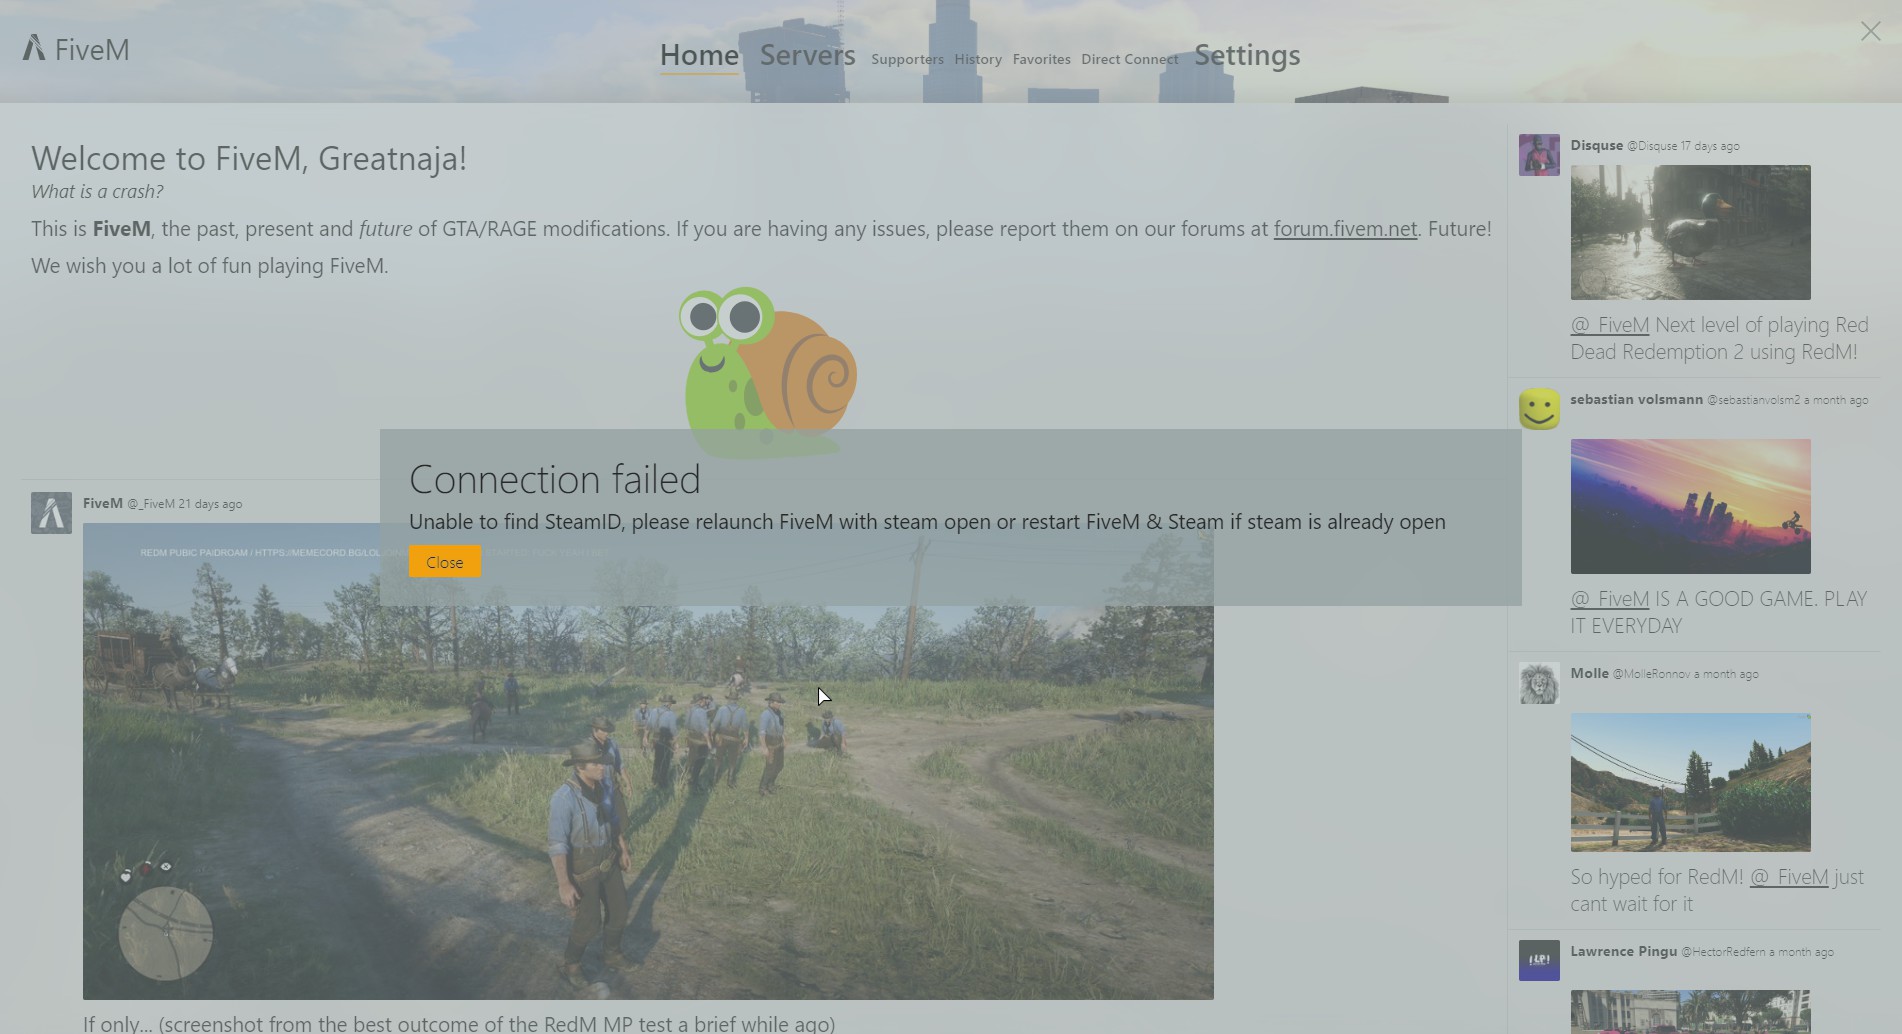 FiveM
Home Servers Supporters History Favorites Direct Connect Settings
Welcome to FiveM, Greatnaja!
What is a crash?
This is FiveM, the past, present and future of GTA/RAGE modifications. If you are having any issues, please report them on our forums at forum.fivem.net. Future!
We wish you a lot of fun playing FiveM.
Connection failed
Unable to find SteamID, please relaunch FiveM with steam open or restart FiveM & Steam if steam is already open
Close
FiveM @_FiveM 21 days ago
REDM PUBIC PAIDROAM / HTTPS://MEMECORD.BG/LOL
If only... (screenshot from the best outcome of the RedM MP test a brief while ago)
Disquse @Disquse 17 days ago
@_FiveM Next level of playing Red
Dead Redemption 2 using RedM!
sebastian volsmann @sebastianvolsm2 a month ago
@_FiveM IS A GOOD GAME. PLAY
IT EVERYDAY
Molle @MolleRonnov a month ago
So hyped for RedM! @_FiveM just
cant wait for it
Lawrence Pingu @HectorRedfern a month ago